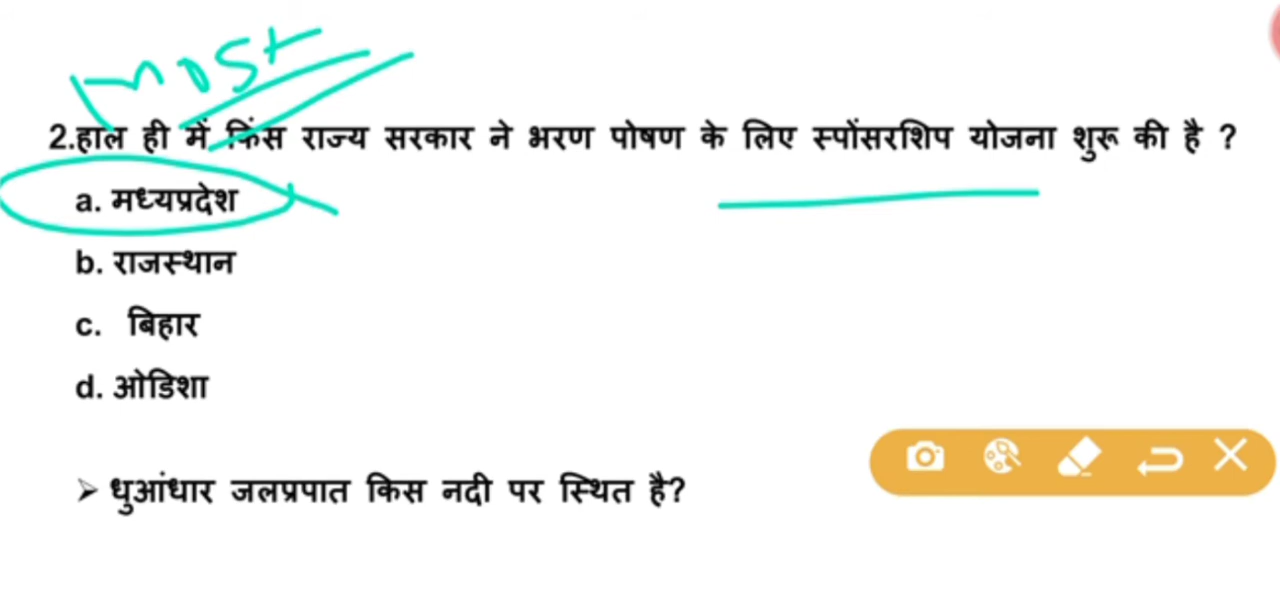 most
2.हाल ही में किंस राज्य सरकार ने भरण पोषण के लिए स्पोंसरशिप योजना शुरू की है ?
a. मध्यप्रदेश
b. राजस्थान
c. बिहार
d. ओडिशा
➢ धुआंधार जलप्रपात किस नदी पर स्थित है?